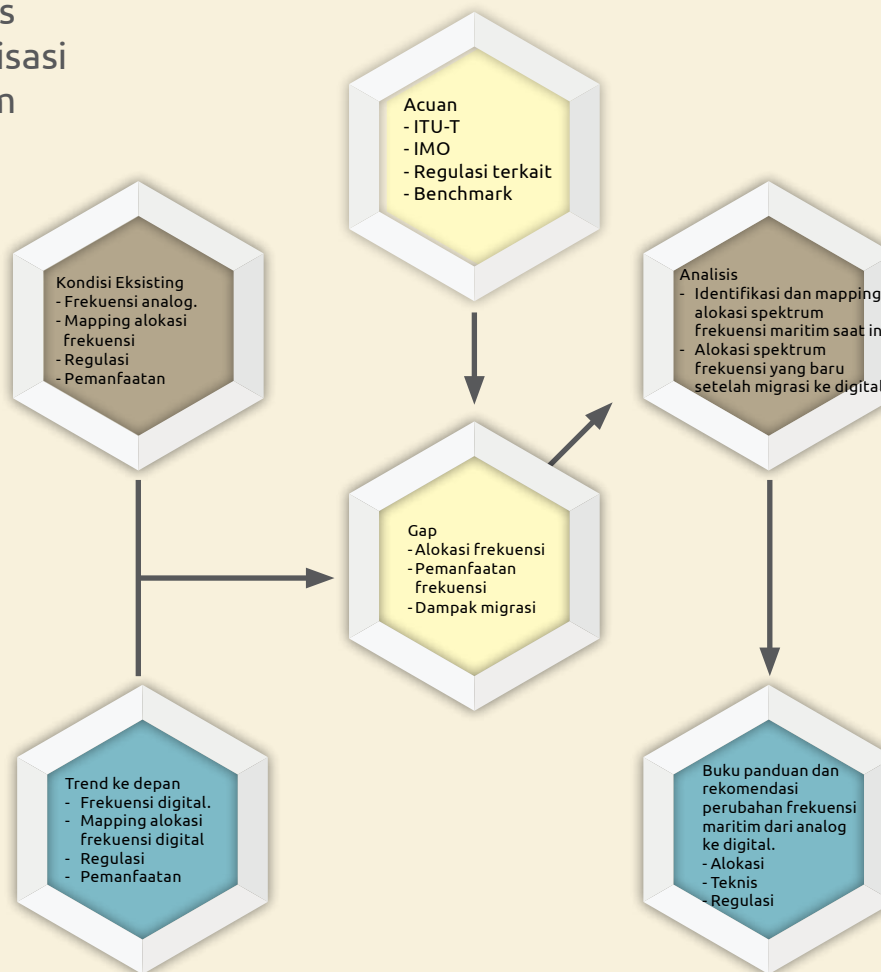 Acuan
- ITU-T
- IMO
- Regulasi terkait
- Benchmark
Kondisi Eksisting
- Frekuensi analog.
- Mapping alokasi
frekuensi
- Regulasi
- Pemanfaatan
Analisis
- Identifikasi dan mapping
alokasi spektrum
frekuensi maritim saat in
- Alokasi spektrum
frekuensi yang baru
setelah migrasi ke digital
Gap
- Alokasi frekuensi
- Pemanfaatan
frekuensi
- Dampak migrasi
Trend ke depan
- Frekuensi digital.
- Mapping alokasi
frekuensi digital
- Regulasi
- Pemanfaatan
Buku panduan dan
rekomendasi
perubahan frekuensi
maritim dari analog
ke digital.
- Alokasi
- Teknis
- Regulasi